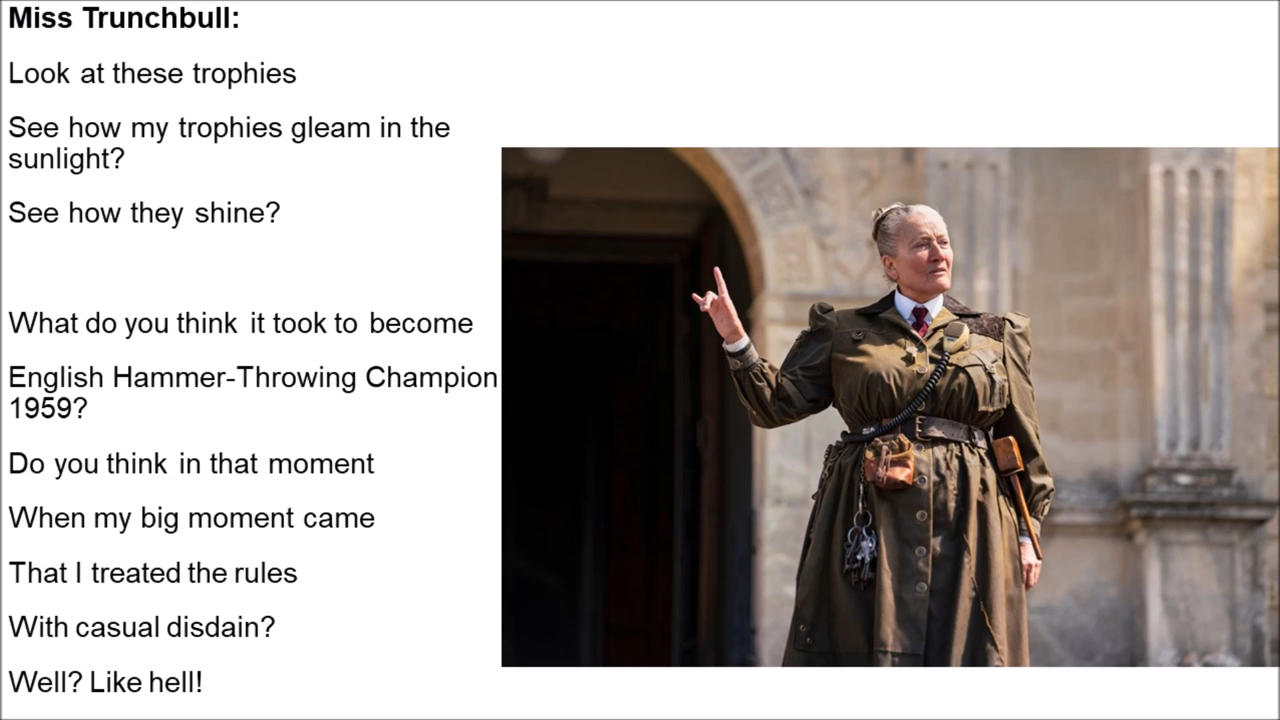 Miss Trunchbull:
Look at these trophies
See how my trophies gleam in the
sunlight?
See how they shine?
What do you think it took to become
English Hammer-Throwing Champion
1959?
Do you think in that moment
When my big moment came
That I treated the rules
With casual disdain?
Well? Like hell!